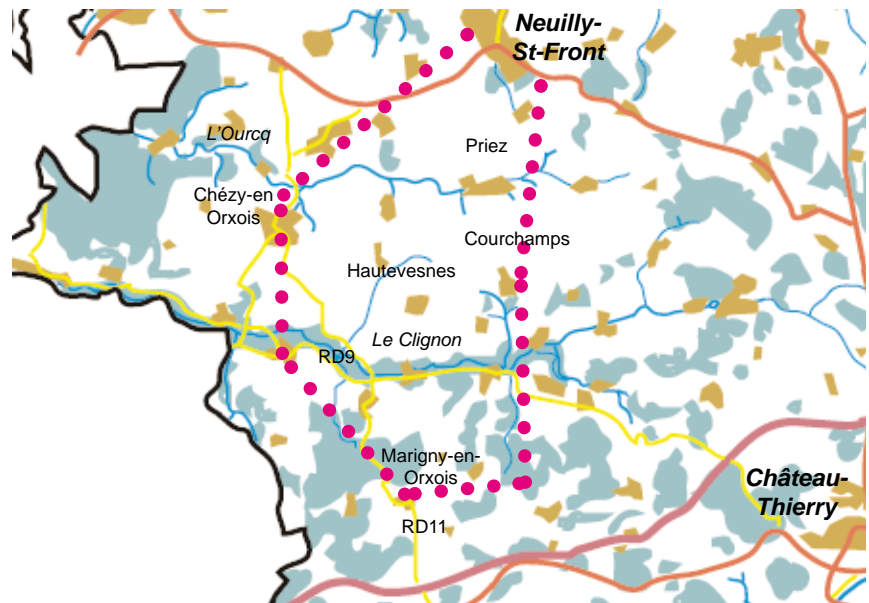 Neuilly-
St-Front
L'Ourcq
Priez
Chézy-en
Orxois
Courchamps
Hautevesnes
Le Clignon
RD9
Marigny-en-
Orxois
Château-
Thierry
RD11